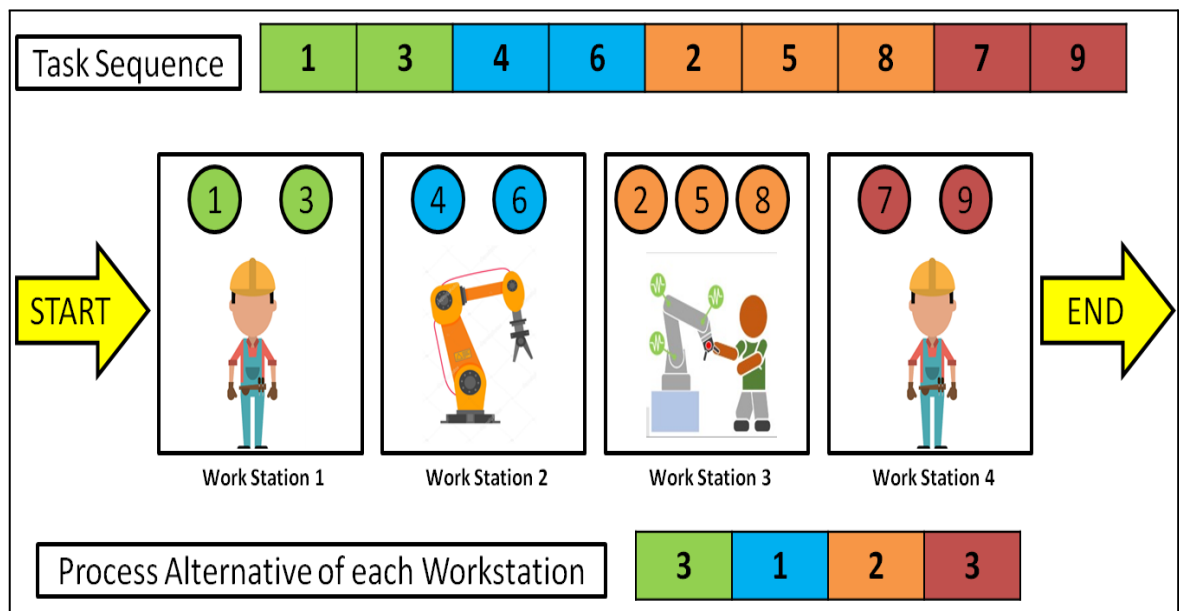 Task Sequence 1 3 4 6 2 5 8 7 9
1 3 4 6 2 5 8 7 9
START END
Work Station 1 Work Station 2 Work Station 3 Work Station 4
Process Alternative of each Workstation 3 1 2 3